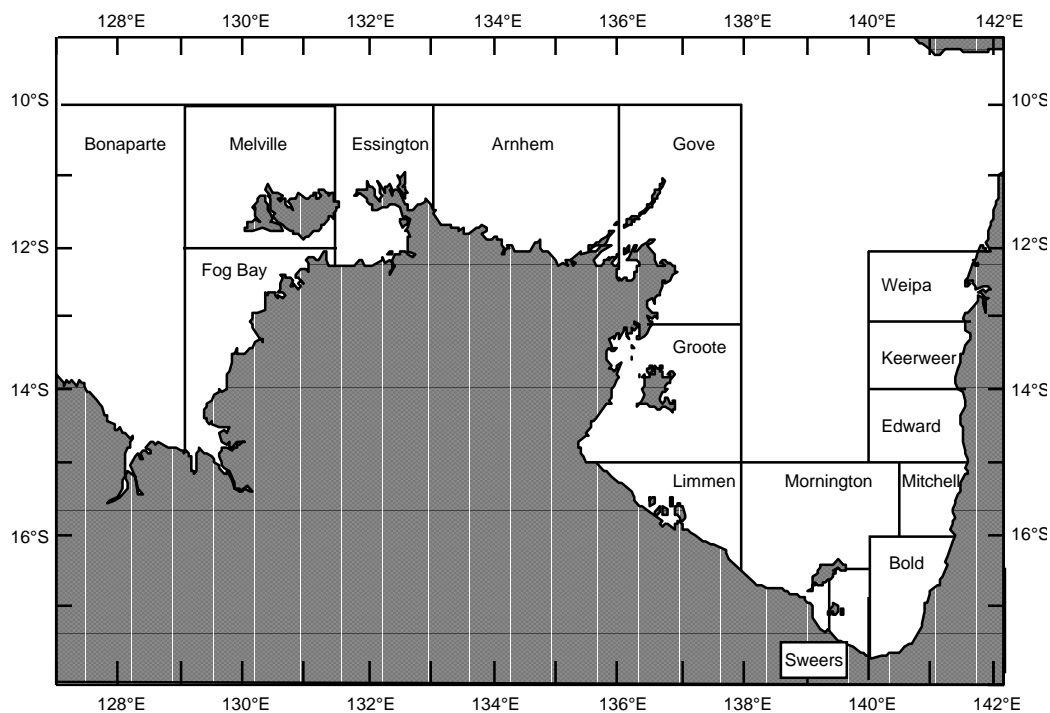 128°E 130°E 132°E 134°E 136°E 138°E 140°E 142°E
10°S 10°S
Bonaparte Melville Essington Arnhem Gove
12°S 12°S
Fog Bay
Weipa
Groote
Keerweer
14°S 14°S
Edward
Limmen Mornington Mitchell
16°S 16°S
Bold
Sweers
128°E 130°E 132°E 134°E 136°E 138°E 140°E 142°E